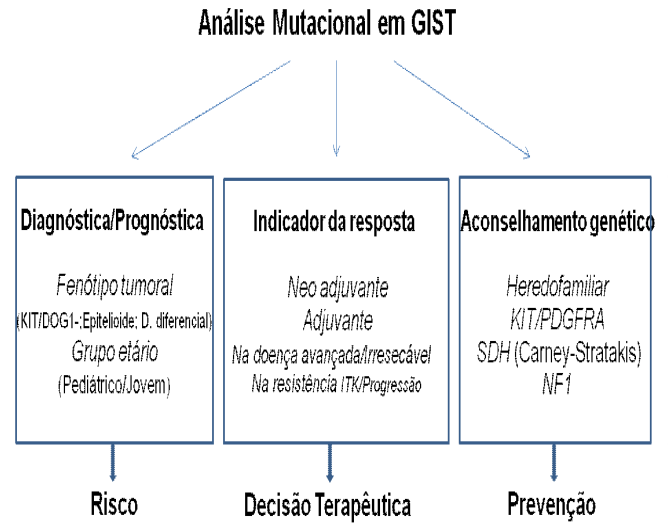 Análise Mutacional em GIST
Diagnóstica/Prognóstica
Fenótipo tumoral
(KIT/DOG1-;Epitelioide; D. diferencial)
Grupo etário
(Pediátrico/Jovem)
Risco
Indicador da resposta
Neo adjuvante
Adjuvante
Na doença avançada/Irresecável
Na resistência ITK/Progressão
Decisão Terapêutica
Aconselhamento genético
Heredofamiliar
KIT/PDGFRA
SDH (Carney-Stratakis)
NF1
Prevenção